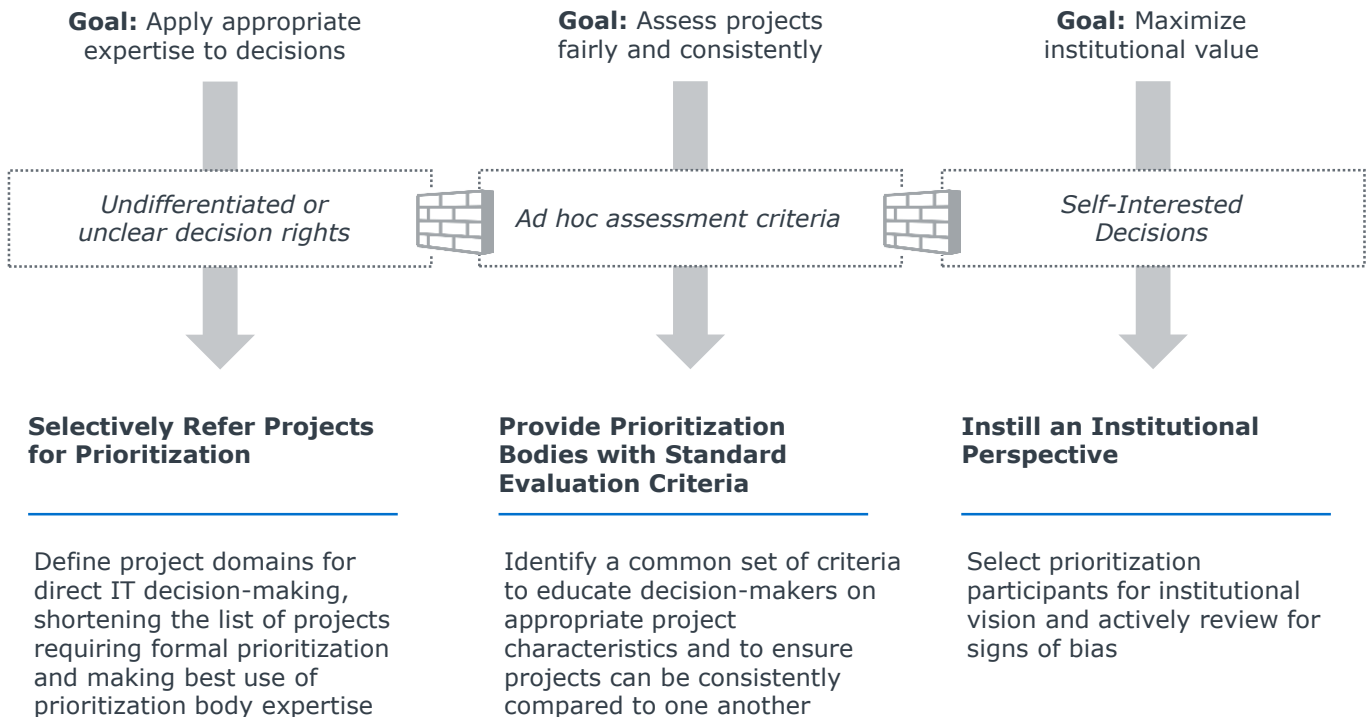 Goal: Apply appropriate
expertise to decisions
Goal: Assess projects
fairly and consistently
Goal: Maximize
institutional value
Undifferentiated or
unclear decision rights
Ad hoc assessment criteria
Self-Interested
Decisions
Selectively Refer Projects
for Prioritization
Provide Prioritization
Bodies with Standard
Evaluation Criteria
Instill an Institutional
Perspective
Define project domains for
direct IT decision-making,
shortening the list of projects
requiring formal prioritization
and making best use of
prioritization body expertise
Identify a common set of criteria
to educate decision-makers on
appropriate project
characteristics and to ensure
projects can be consistently
compared to one another
Select prioritization
participants for institutional
vision and actively review for
signs of bias